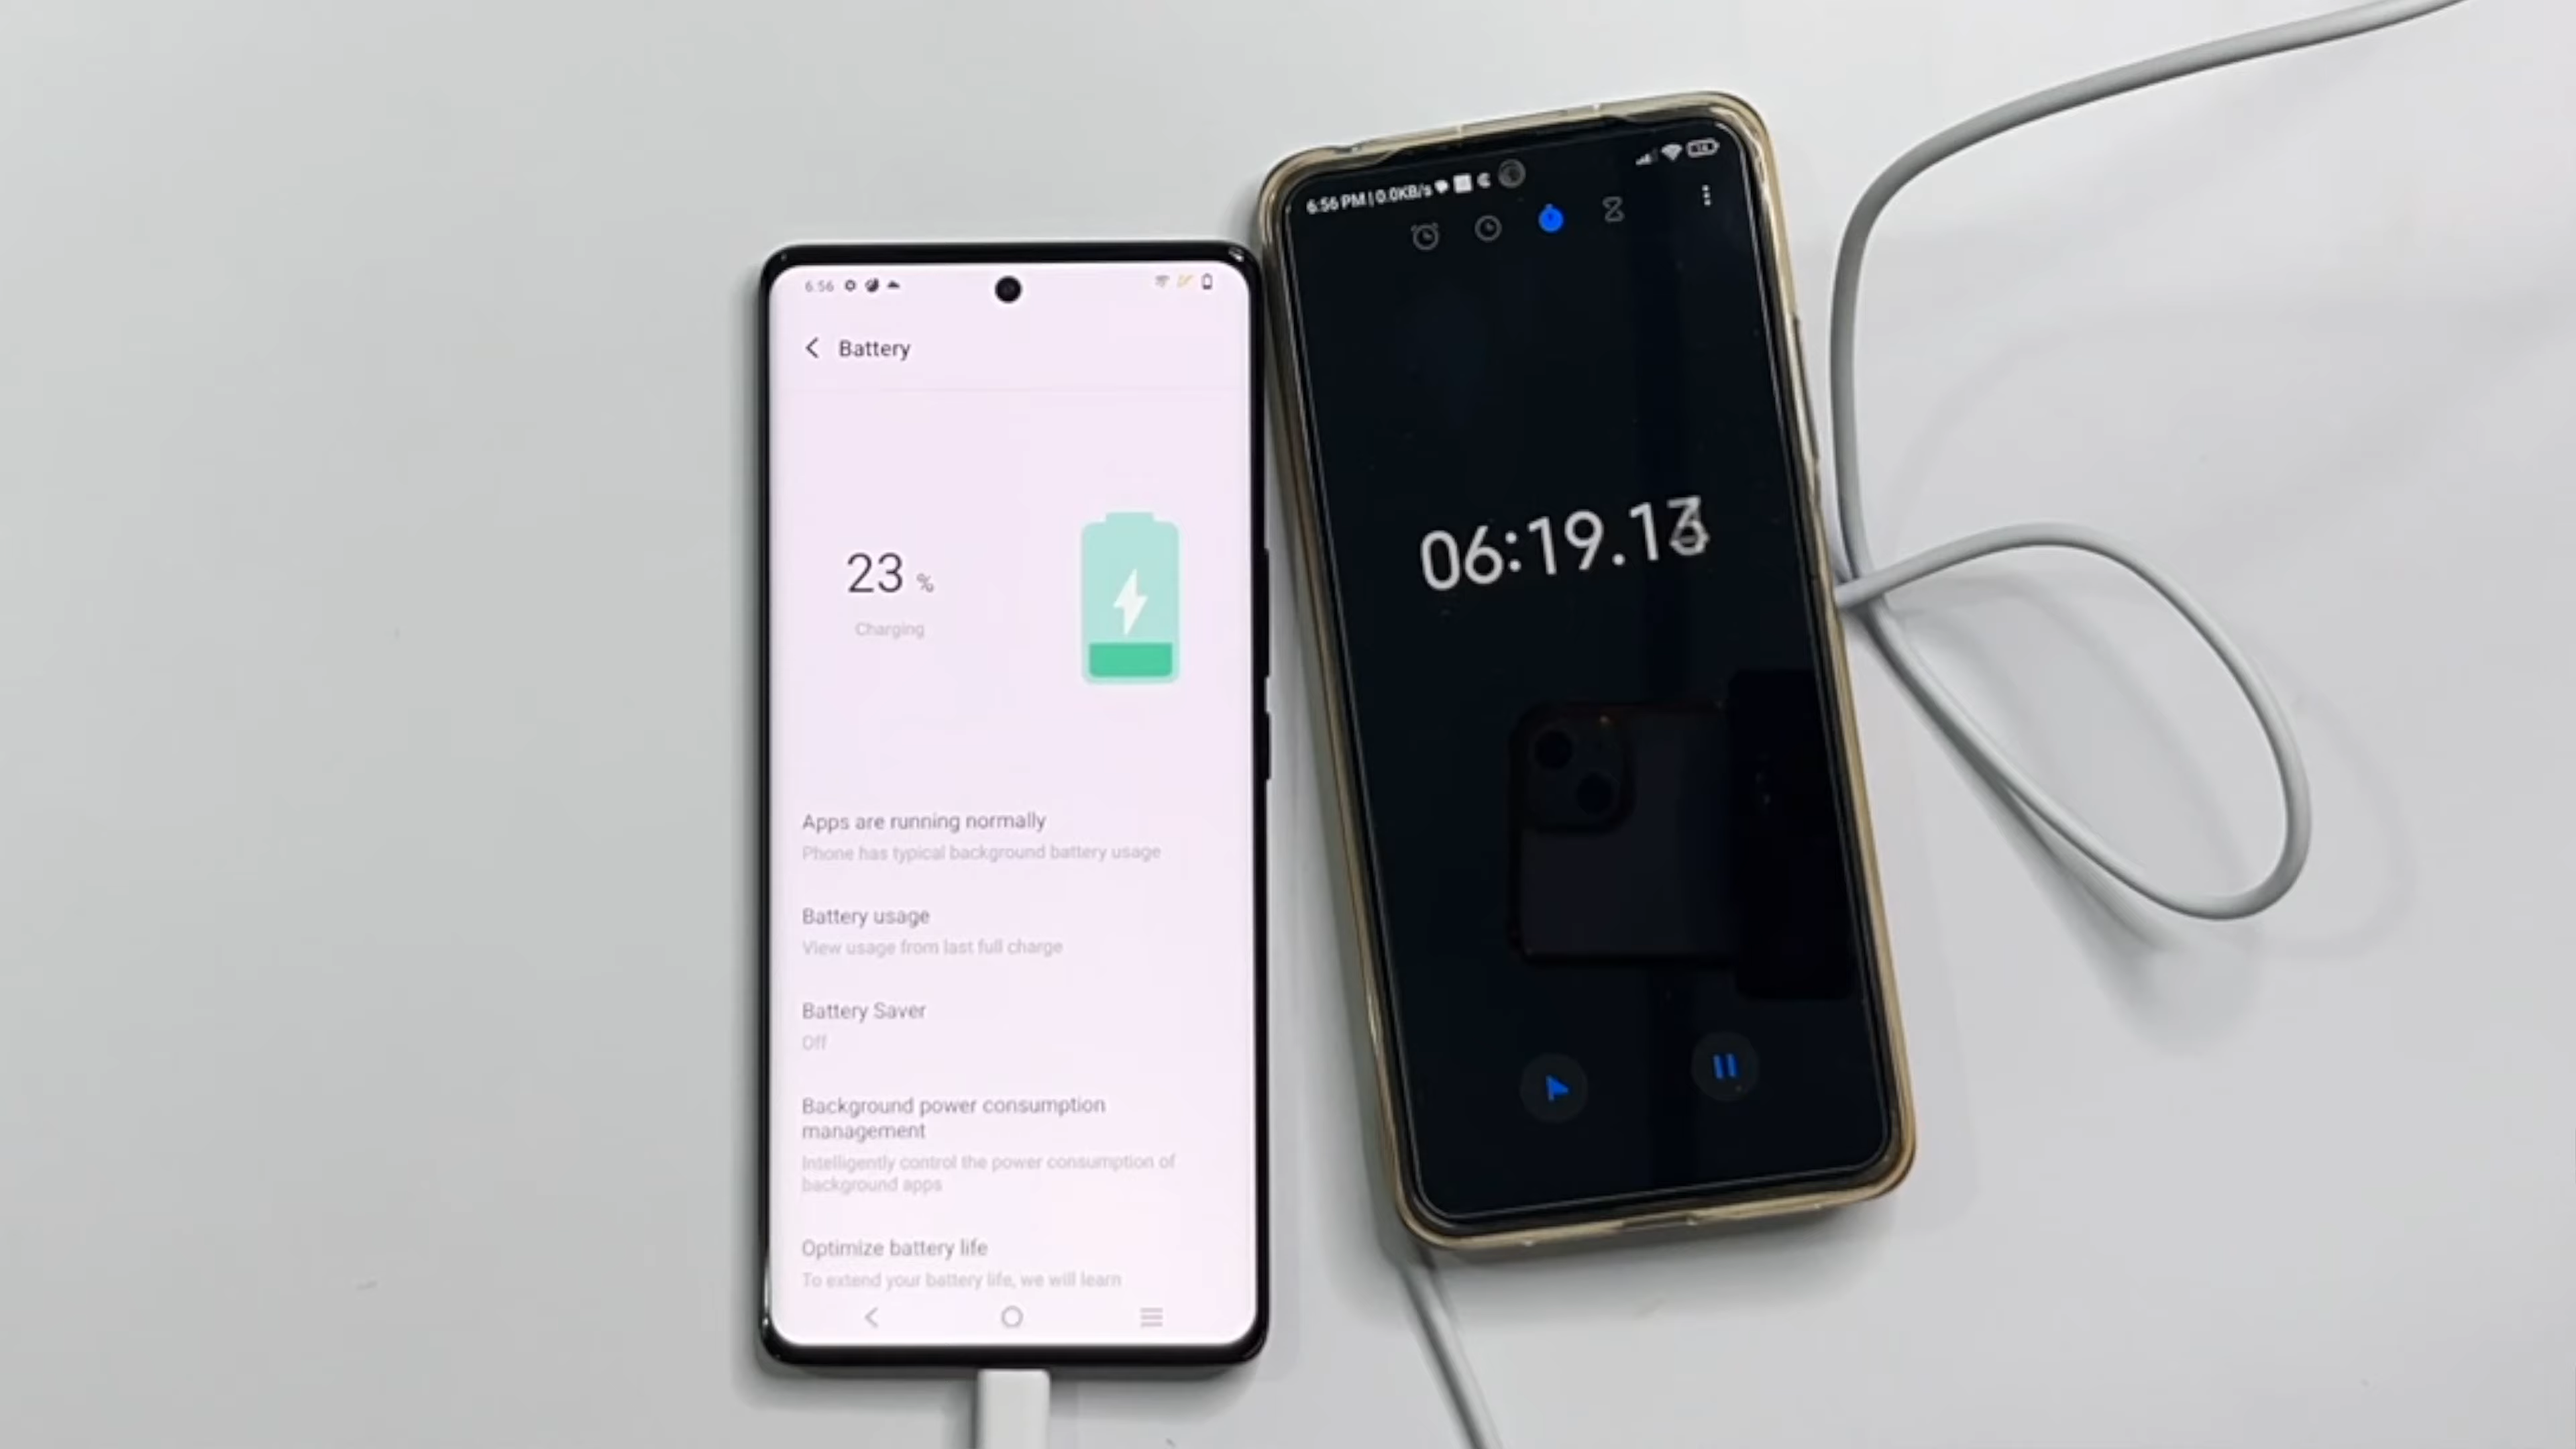 6:56
Battery
23 %
Charging
Apps are running normally
Phone has typical background battery usage
Battery usage
View usage from last full charge
Battery Saver
Off
Background power consumption
management
Intelligently control the power consumption of
background apps
Optimize battery life
To extend your battery life, we will learn
6:56 PM | 0.0KB/s
06:19.1